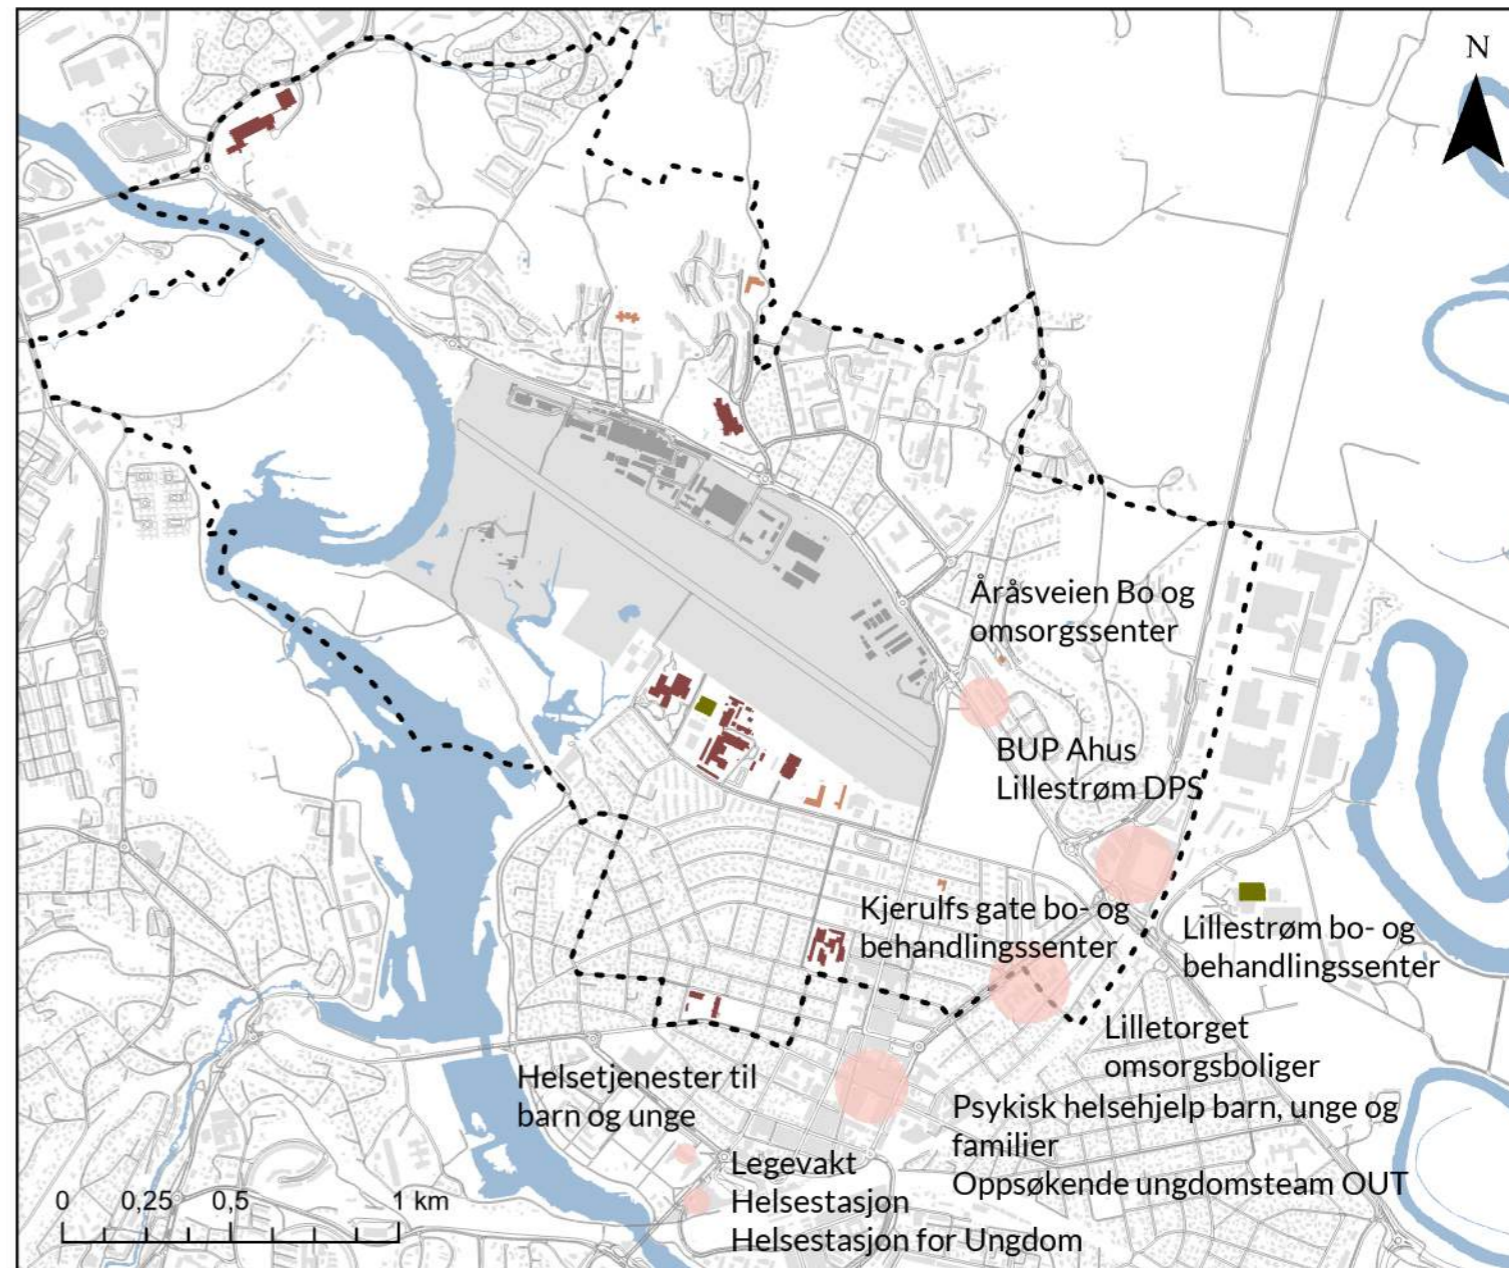 N
Åråsveien Bo og
omsorgssenter
BUP Ahus
Lillestrøm DPS
Kjerulfs gate bo- og
behandlingssenter
Lillestrøm bo- og
behandlingssenter
Lilletorget
omsorgsboliger
Helsetjenester til
barn og unge
Psykisk helsehjelp barn, unge og
familier
Oppsøkende ungdomsteam OUT
Legevakt
Helsestasjon
Helsestasjon for Ungdom
0 0,25 0,5 1 km